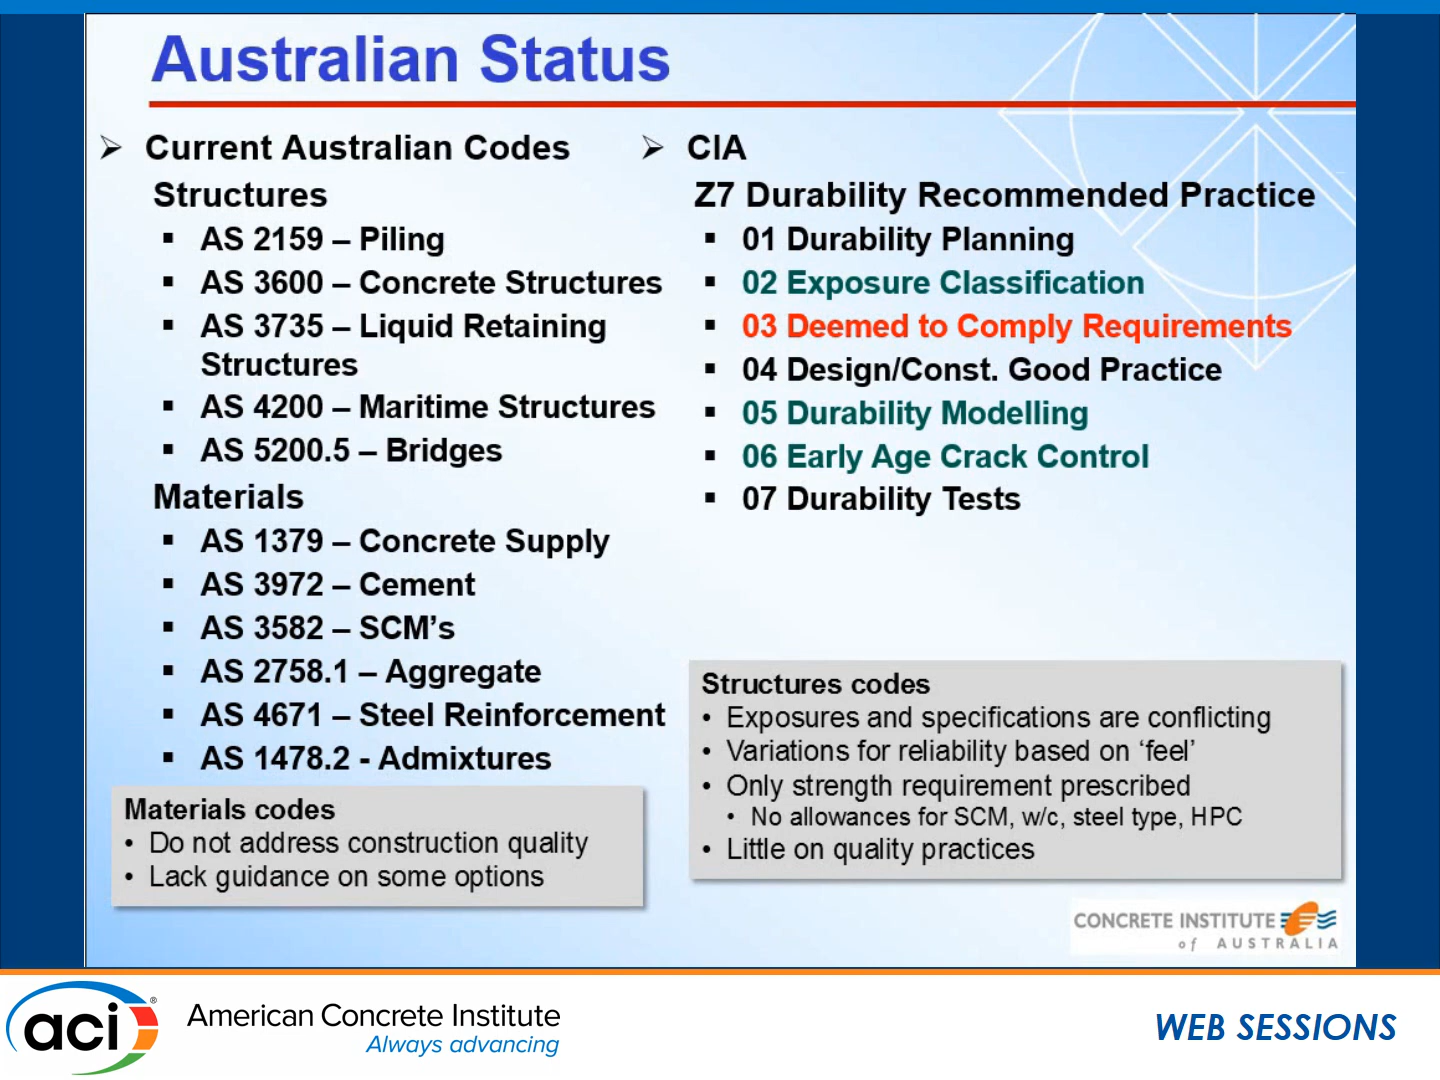 Australian Status
➢ Current Australian Codes
Structures
▪ AS 2159 – Piling
▪ AS 3600 – Concrete Structures
▪ AS 3735 – Liquid Retaining
Structures
▪ AS 4200 – Maritime Structures
▪ AS 5200.5 – Bridges
Materials
▪ AS 1379 – Concrete Supply
▪ AS 3972 – Cement
▪ AS 3582 – SCM’s
▪ AS 2758.1 – Aggregate
▪ AS 4671 – Steel Reinforcement
▪ AS 1478.2 - Admixtures
Materials codes
• Do not address construction quality
• Lack guidance on some options
➢ CIA
Z7 Durability Recommended Practice
▪ 01 Durability Planning
▪ 02 Exposure Classification
▪ 03 Deemed to Comply Requirements
▪ 04 Design/Const. Good Practice
▪ 05 Durability Modelling
▪ 06 Early Age Crack Control
▪ 07 Durability Tests
Structures codes
• Exposures and specifications are conflicting
• Variations for reliability based on ‘feel’
• Only strength requirement prescribed
• No allowances for SCM, w/c, steel type, HPC
• Little on quality practices
CONCRETE INSTITUTE
of AUSTRALIA
aci®
American Concrete Institute
Always advancing
WEB SESSIONS